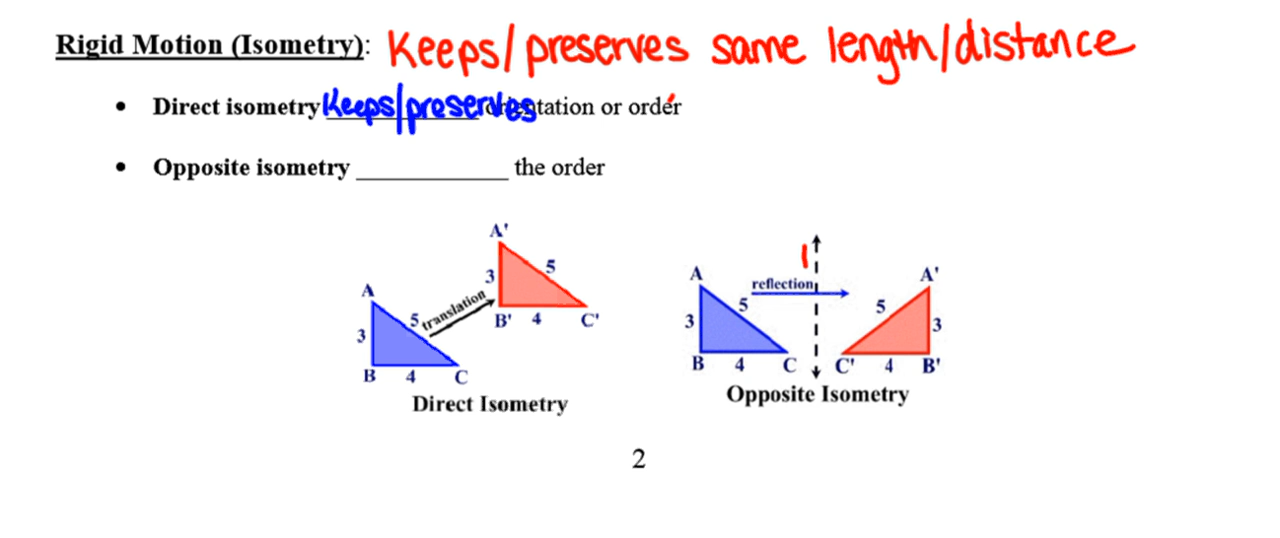 Rigid Motion (Isometry): Keeps/preserves same length/distance
• Direct isometry Keeps/preserves orientation or order
• Opposite isometry ____________ the order
A'
3 5
B' 4 C'
translation
A
3 5
B 4 C
Direct Isometry
reflection
A A'
3 5 5 3
B 4 C C' 4 B'
Opposite Isometry
2